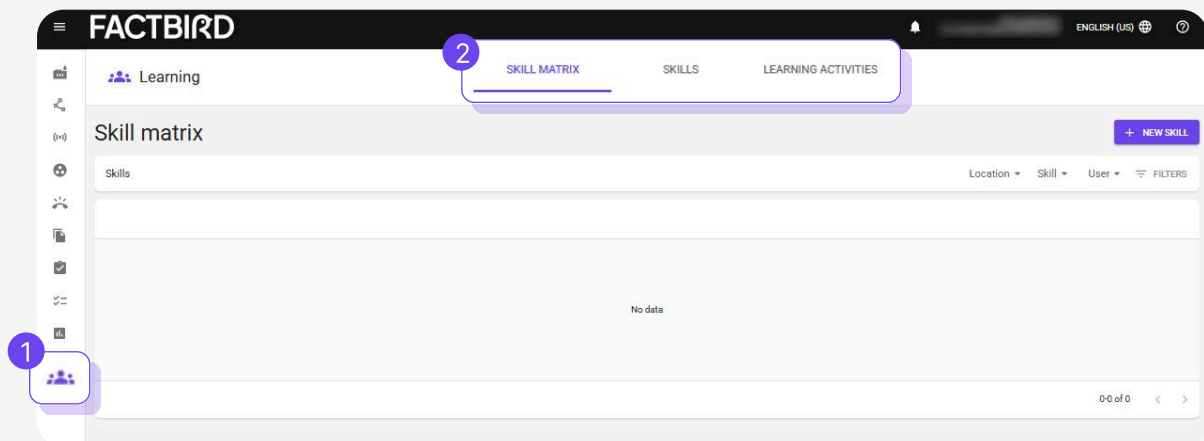 FACTBIRD
ENGLISH (US)
2
Learning
SKILL MATRIX
SKILLS
LEARNING ACTIVITIES
Skill matrix
+ NEW SKILL
Skills
Location
Skill
User
FILTERS
No data
1
0-0 of 0